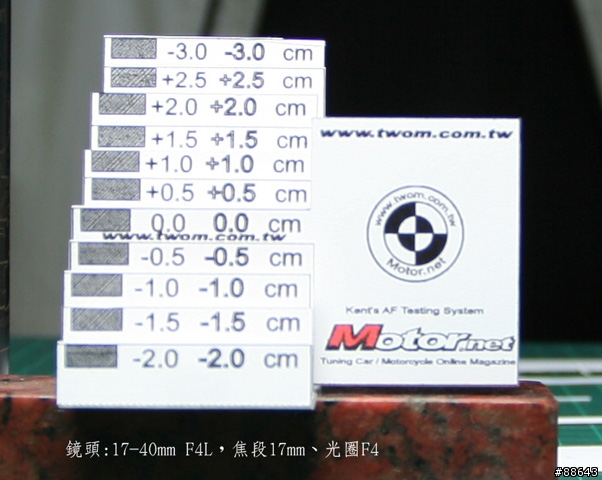 -3.0 -3.0 cm
+2.5 +2.5 cm
+2.0 +2.0 cm
+1.5 +1.5 cm
+1.0 +1.0 cm
+0.5 +0.5 cm
0.0 0.0 cm
www.twom.com.tw
-0.5 -0.5 cm
-1.0 -1.0 cm
-1.5 -1.5 cm
-2.0 -2.0 cm
www.twom.com.tw
www.twom.com.tw
Motor.net
Kent's AF Testing System
Motor.net
Tuning Car / Motorcycle Online Magazine
鏡頭:17-40mm F4L，焦段17mm、光圈F4
#88643